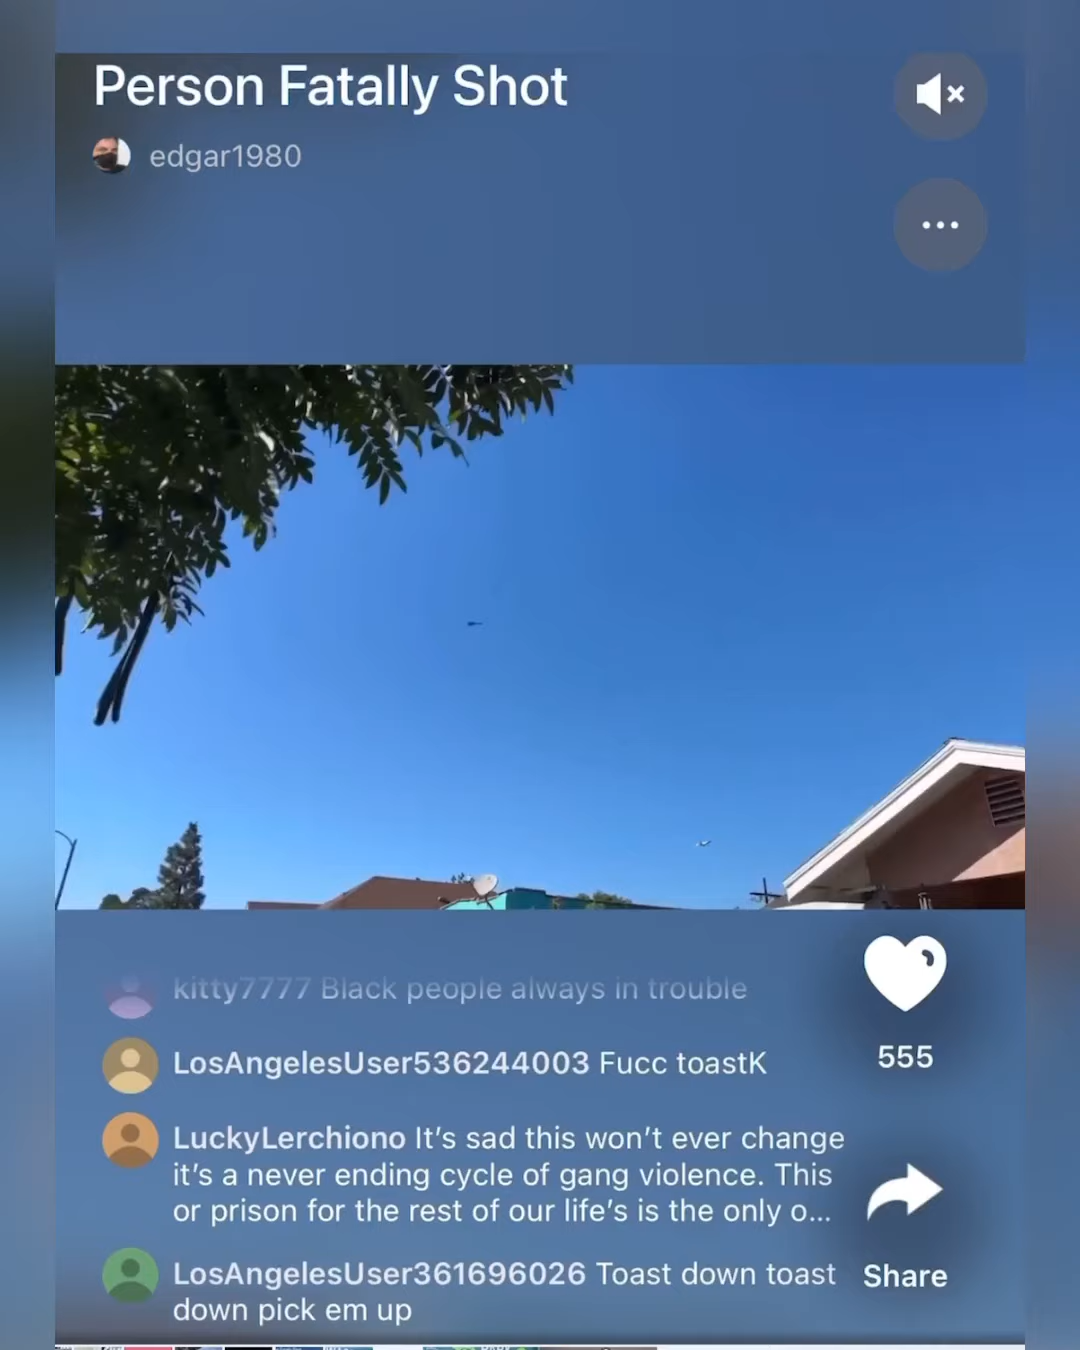 Person Fatally Shot
edgar1980
kitty7777 Black people always in trouble
LosAngelesUser536244003 Fucc toastK
LuckyLerchiono It’s sad this won’t ever change
it’s a never ending cycle of gang violence. This
or prison for the rest of our life’s is the only o...
555
LosAngelesUser361696026 Toast down toast
down pick em up
Share